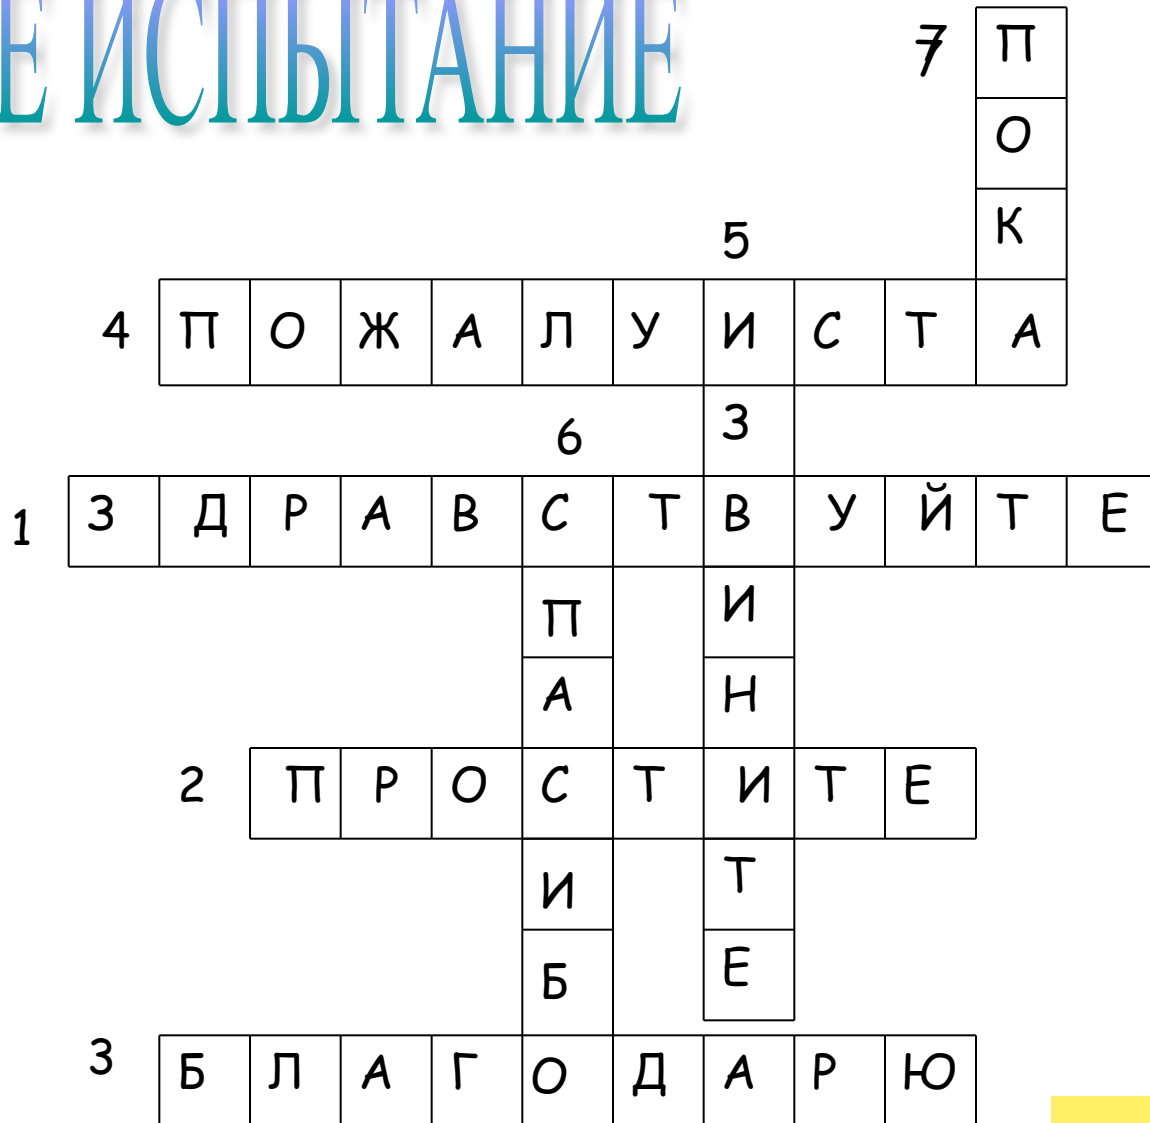 Е ИСПЫТАНИЕ
7 П
О
К
5
4 П О Ж А Л У И С Т А
6 З
1 З Д Р А В С Т В У Й Т Е
П И
А Н
2 П Р О С Т И Т Е
И Т
Б Е
3 Б Л А Г О Д А Р Ю